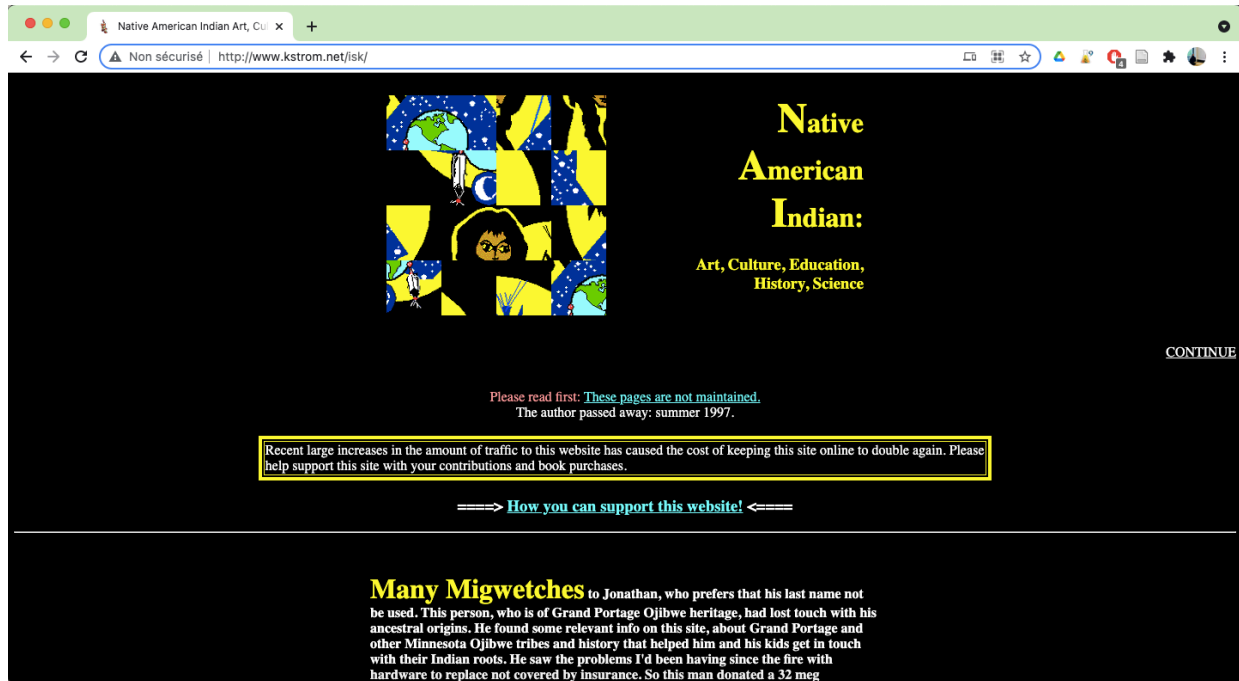 Native American Indian Art, Cul
Non sécurisé | http://www.kstrom.net/isk/
4
Native
American
Indian:
Art, Culture, Education,
History, Science
CONTINUE
Please read first: These pages are not maintained.
The author passed away: summer 1997.
Recent large increases in the amount of traffic to this website has caused the cost of keeping this site online to double again. Please
help support this site with your contributions and book purchases.
====> How you can support this website! <====
Many Migwetches to Jonathan, who prefers that his last name not
be used. This person, who is of Grand Portage Ojibwe heritage, had lost touch with his
ancestral origins. He found some relevant info on this site, about Grand Portage and
other Minnesota Ojibwe tribes and history that helped him and his kids get in touch
with their Indian roots. He saw the problems I'd been having since the fire with
hardware to replace not covered by insurance. So this man donated a 32 meg